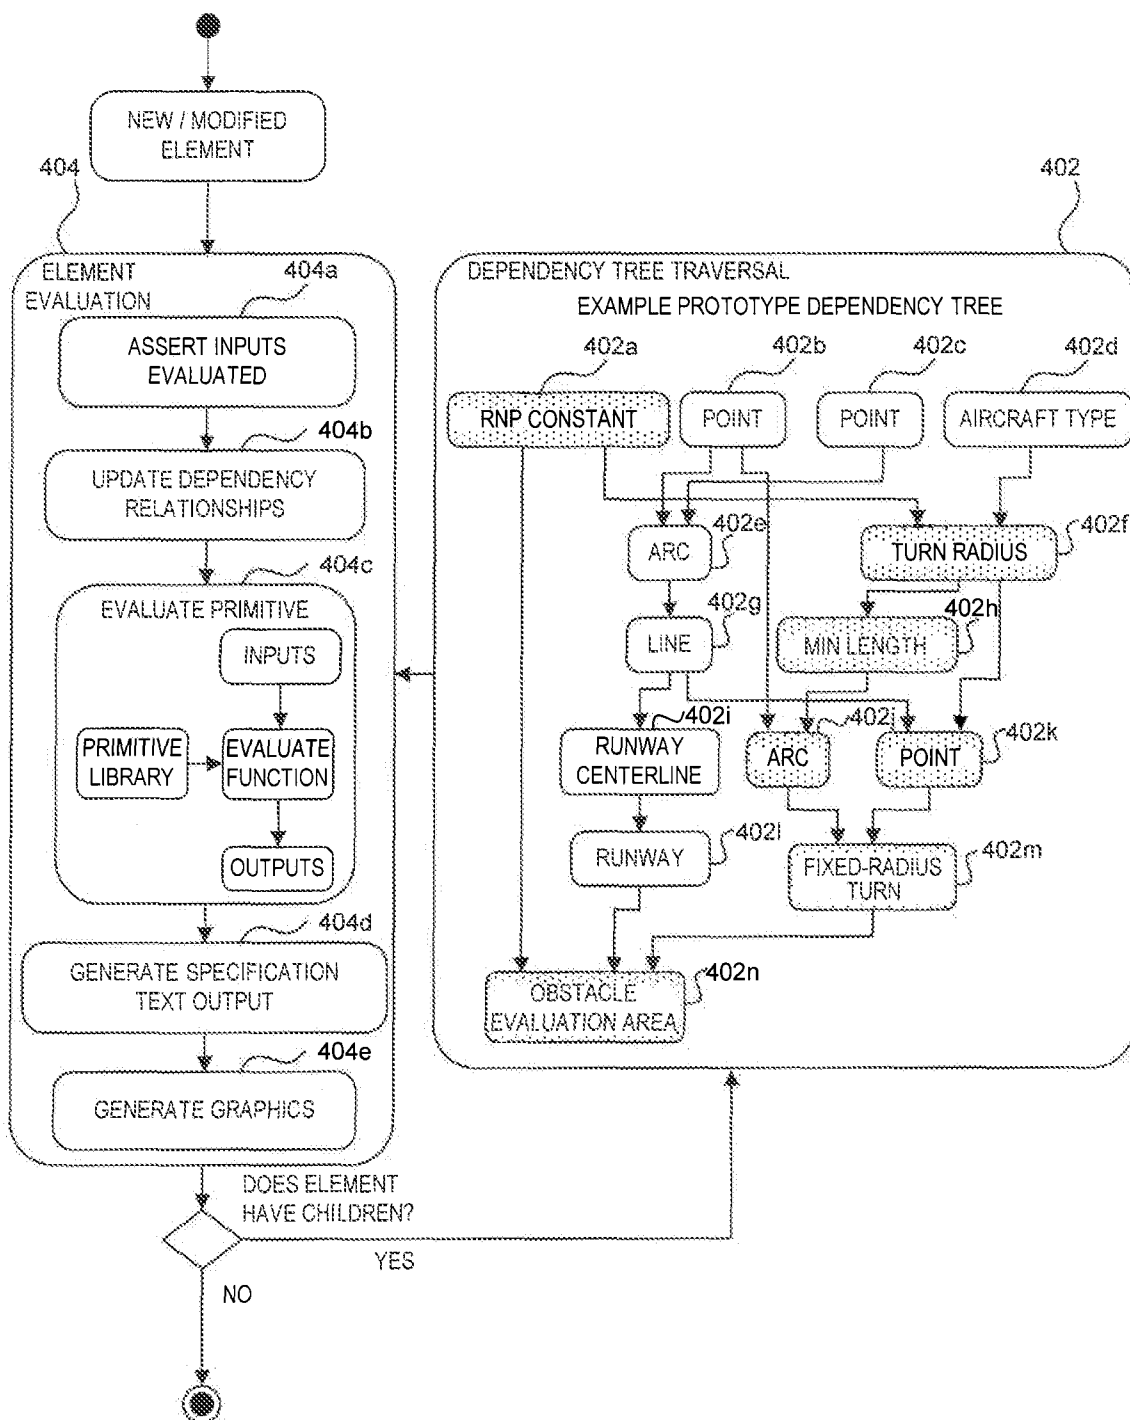 NEW / MODIFIED
ELEMENT
404
402
ELEMENT
EVALUATION
404a
ASSERT INPUTS
EVALUATED
404b
UPDATE DEPENDENCY
RELATIONSHIPS
404c
EVALUATE PRIMITIVE
INPUTS
PRIMITIVE
LIBRARY
EVALUATE
FUNCTION
OUTPUTS
404d
GENERATE SPECIFICATION
TEXT OUTPUT
404e
GENERATE GRAPHICS
DOES ELEMENT
HAVE CHILDREN?
YES
NO
DEPENDENCY TREE TRAVERSAL
EXAMPLE PROTOTYPE DEPENDENCY TREE
402a
402b
402c
402d
RNP CONSTANT
POINT
POINT
AIRCRAFT TYPE
402e
ARC
402f
TURN RADIUS
402g
LINE
402h
MIN LENGTH
402i
RUNWAY
CENTERLINE
402j
ARC
402k
POINT
402l
RUNWAY
402m
FIXED-RADIUS
TURN
402n
OBSTACLE
EVALUATION AREA